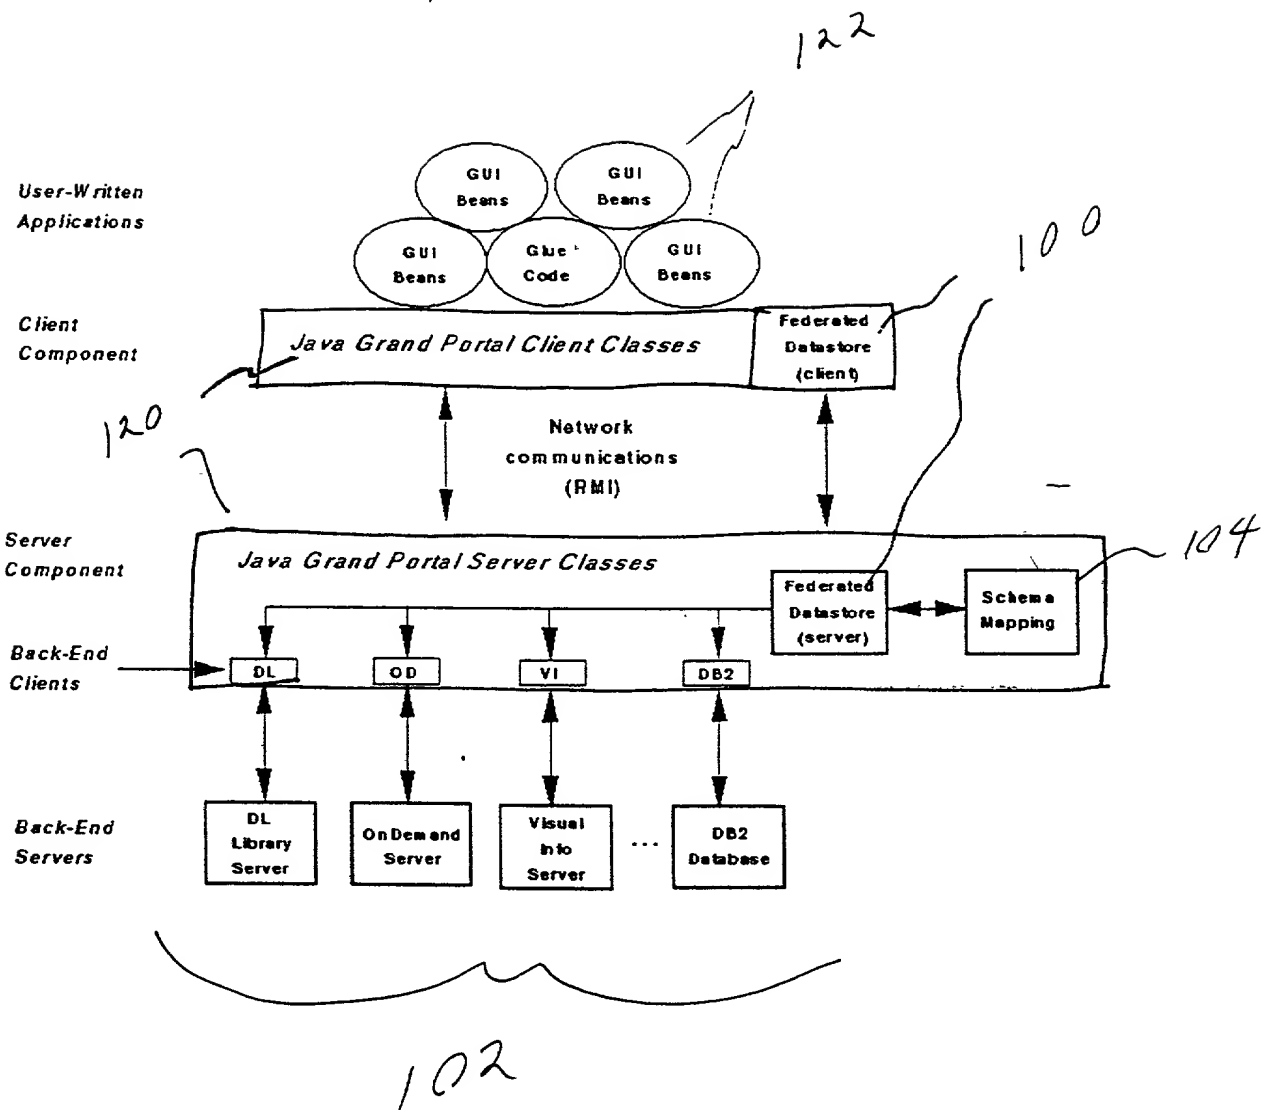 122
User-Written
Applications
GUI
Beans
GUI
Beans
GUI
Beans
Glue
Code
GUI
Beans
100
Client
Component
Java Grand Portal Client Classes
Federated
Datastore
(client)
120
Network
communications
(RMI)
Server
Component
Java Grand Portal Server Classes
104
Federated
Datastore
(server)
Schema
Mapping
Back-End
Clients
DL
OD
VI
DB2
Back-End
Servers
DL
Library
Server
OnDemand
Server
Visual
Info
Server
...
DB2
Database
102